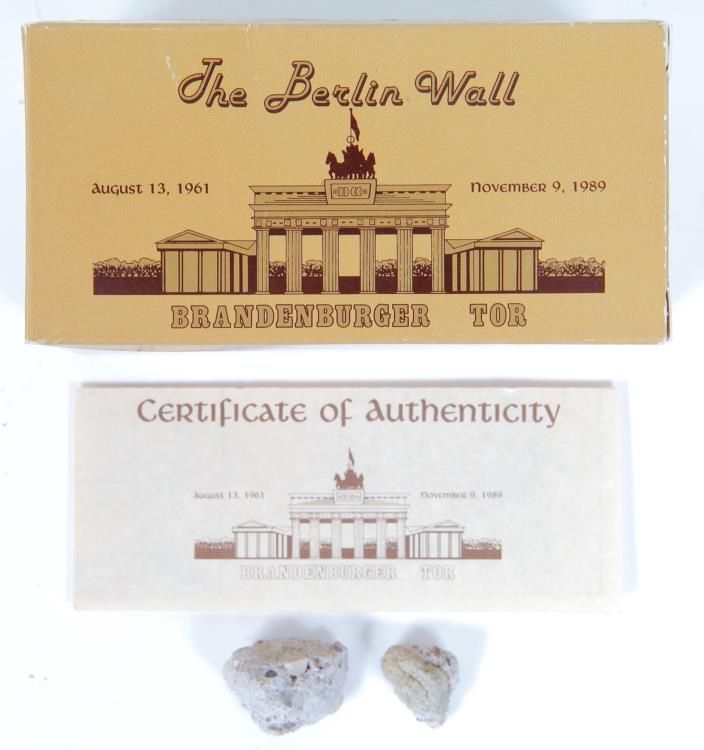 The Berlin Wall
August 13, 1961
November 9, 1989
BRANDENBURGER TOR
Certificate of Authenticity
August 13, 1961
November 9, 1989
BRANDENBURGER TOR